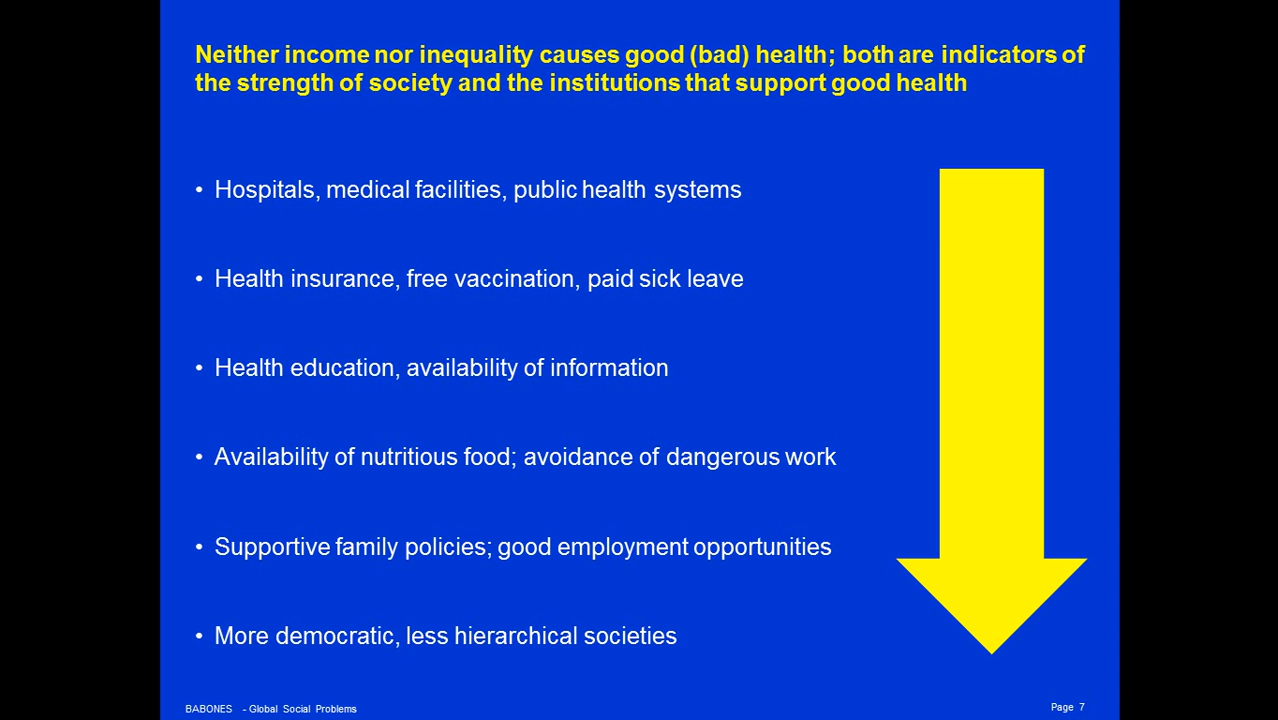 Neither income nor inequality causes good (bad) health; both are indicators of
the strength of society and the institutions that support good health
• Hospitals, medical facilities, public health systems
• Health insurance, free vaccination, paid sick leave
• Health education, availability of information
• Availability of nutritious food; avoidance of dangerous work
• Supportive family policies; good employment opportunities
• More democratic, less hierarchical societies
BABONES - Global Social Problems
Page 7